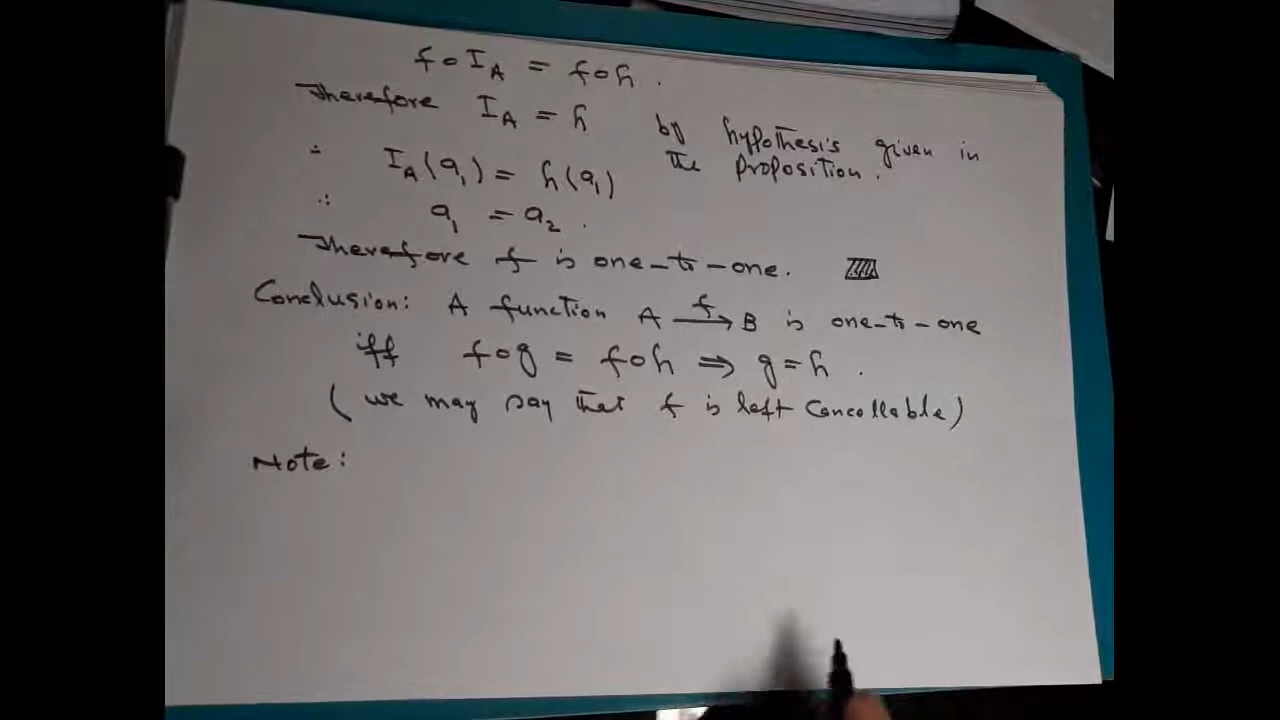 f o I_A = f o h .
Therefore I_A = h by hypothesis given in
the proposition.
∴ I_A(a₁) = h(a₁)
∴ a₁ = a₂ .
Therefore f is one-to-one.
Conclusion: A function A —f→ B is one-to-one
iff f o g = f o h ⇒ g = h .
(we may say that f is left Cancellable)
Note: